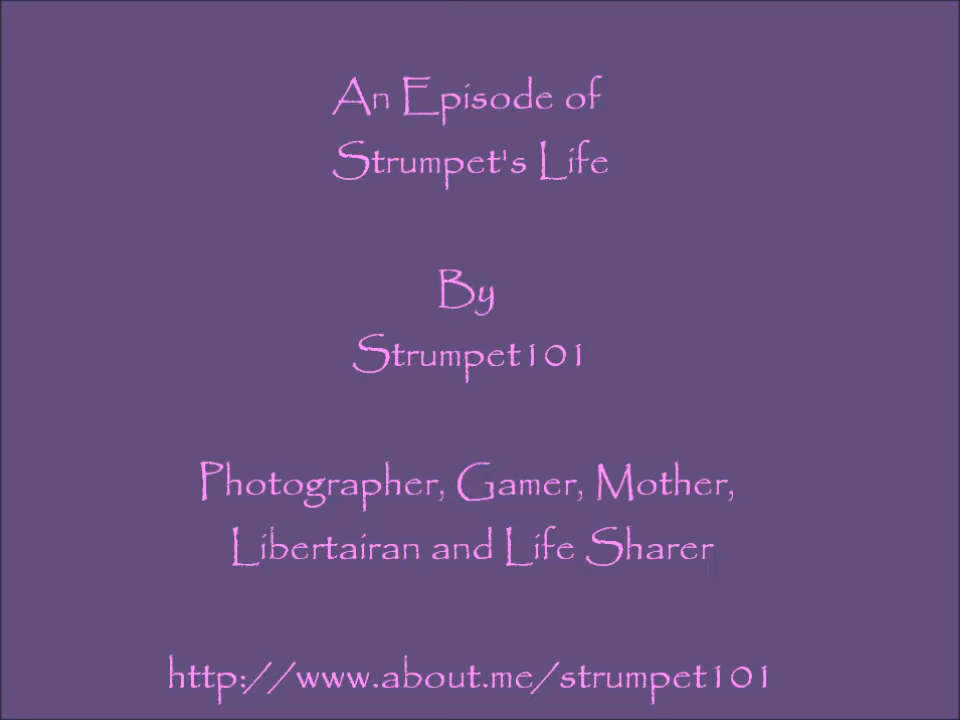 An Episode of
Strumpet's Life
By
Strumpet101
Photographer, Gamer, Mother,
Libertairan and Life Sharer
http://www.about.me/strumpet101